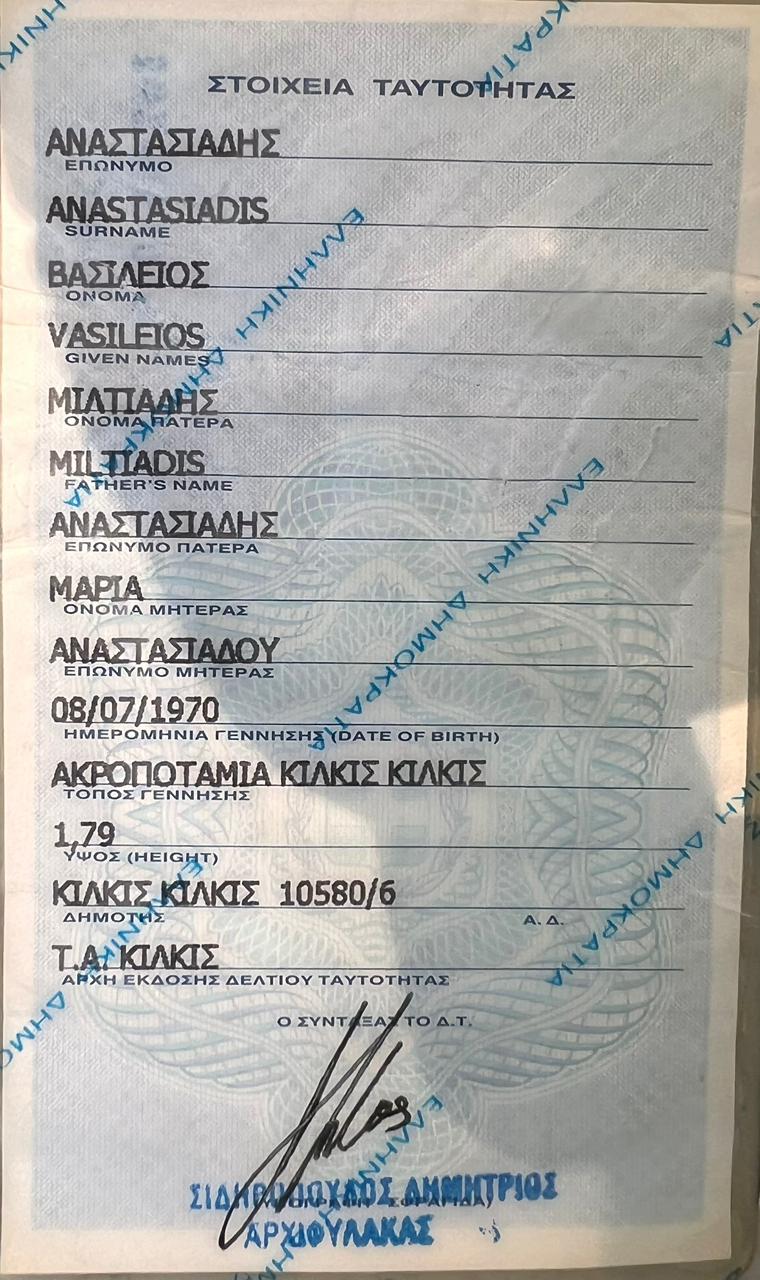 ΣΤΟΙΧΕΙΑ ΤΑΥΤΟΤΗΤΑΣ
ΑΝΑΣΤΑΣΙΑΔΗΣ
ΕΠΩΝΥΜΟ
ANASTASIADIS
SURNAME
ΒΑΣΙΛΕΙΟΣ
ΟΝΟΜΑ
VASILEIOS
GIVEN NAMES
ΜΙΛΤΙΑΔΗΣ
ΟΝΟΜΑ ΠΑΤΕΡΑ
MILTIADIS
FATHER'S NAME
ΑΝΑΣΤΑΣΙΑΔΗΣ
ΕΠΩΝΥΜΟ ΠΑΤΕΡΑ
ΜΑΡΙΑ
ΟΝΟΜΑ ΜΗΤΕΡΑΣ
ΑΝΑΣΤΑΣΙΑΔΟΥ
ΕΠΩΝΥΜΟ ΜΗΤΕΡΑΣ
08/07/1970
ΗΜΕΡΟΜΗΝΙΑ ΓΕΝΝΗΣΗΣ (DATE OF BIRTH)
ΑΚΡΟΠΟΤΑΜΙΑ ΚΙΛΚΙΣ ΚΙΛΚΙΣ
ΤΟΠΟΣ ΓΕΝΝΗΣΗΣ
1,79
ΥΨΟΣ (HEIGHT)
ΚΙΛΚΙΣ ΚΙΛΚΙΣ 10580/6
ΔΗΜΟΤΗΣ Α.Δ.
Τ.Α. ΚΙΛΚΙΣ
ΑΡΧΗ ΕΚΔΟΣΗΣ ΔΕΛΤΙΟΥ ΤΑΥΤΟΤΗΤΑΣ
Ο ΣΥΝΤΑΞΑΣ ΤΟ Δ.Τ.
ΣΙΔΗΡΟΠΟΥΛΟΣ ΔΗΜΗΤΡΙΟΣ
ΑΡΧΙΦΥΛΑΚΑΣ
ΕΛΛΗΝΙΚΗ ΔΗΜΟΚΡΑΤΙΑ
ΕΛΛΗΝΙΚΗ ΔΗΜΟΚΡΑΤΙΑ
ΕΛΛΗΝΙΚΗ ΔΗΜΟΚΡΑΤΙΑ